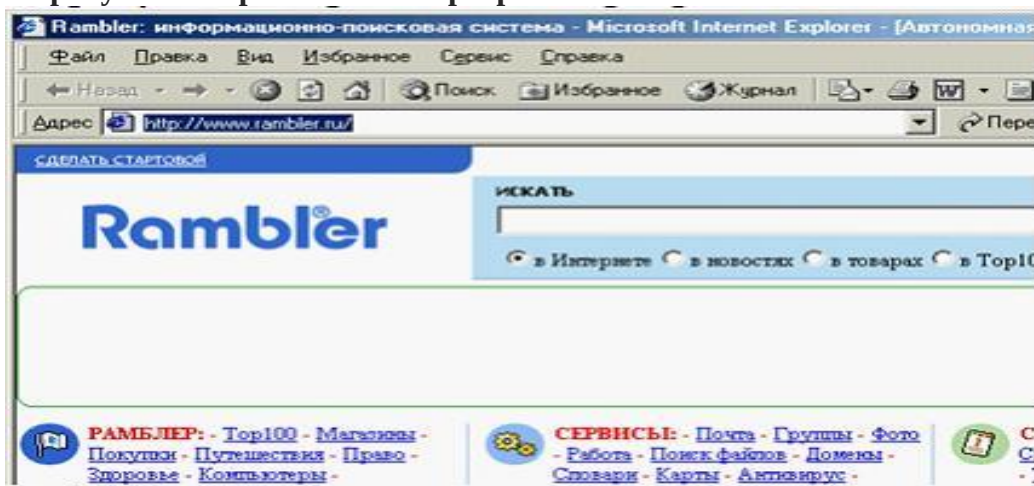 Rambler: информационно-поисковая система - Microsoft Internet Explorer - [Автономная
Файл Правка Вид Избранное Сервис Справка
Назад Поиск Избранное Журнал
Адрес http://www.rambler.ru/ Пере
СДЕЛАТЬ СТАРТОВОЙ
ИСКАТЬ
Rambler
в Интернете в новостях в товарах в Top10
РАМБЛЕР: - Top100 - Магазины -
Покупки - Путешествия - Право -
Здоровье - Компьютеры -
СЕРВИСЫ: - Почта - Группы - Фото
- Работа - Поиск файлов - Домены -
Словари - Карты - Антивирус -